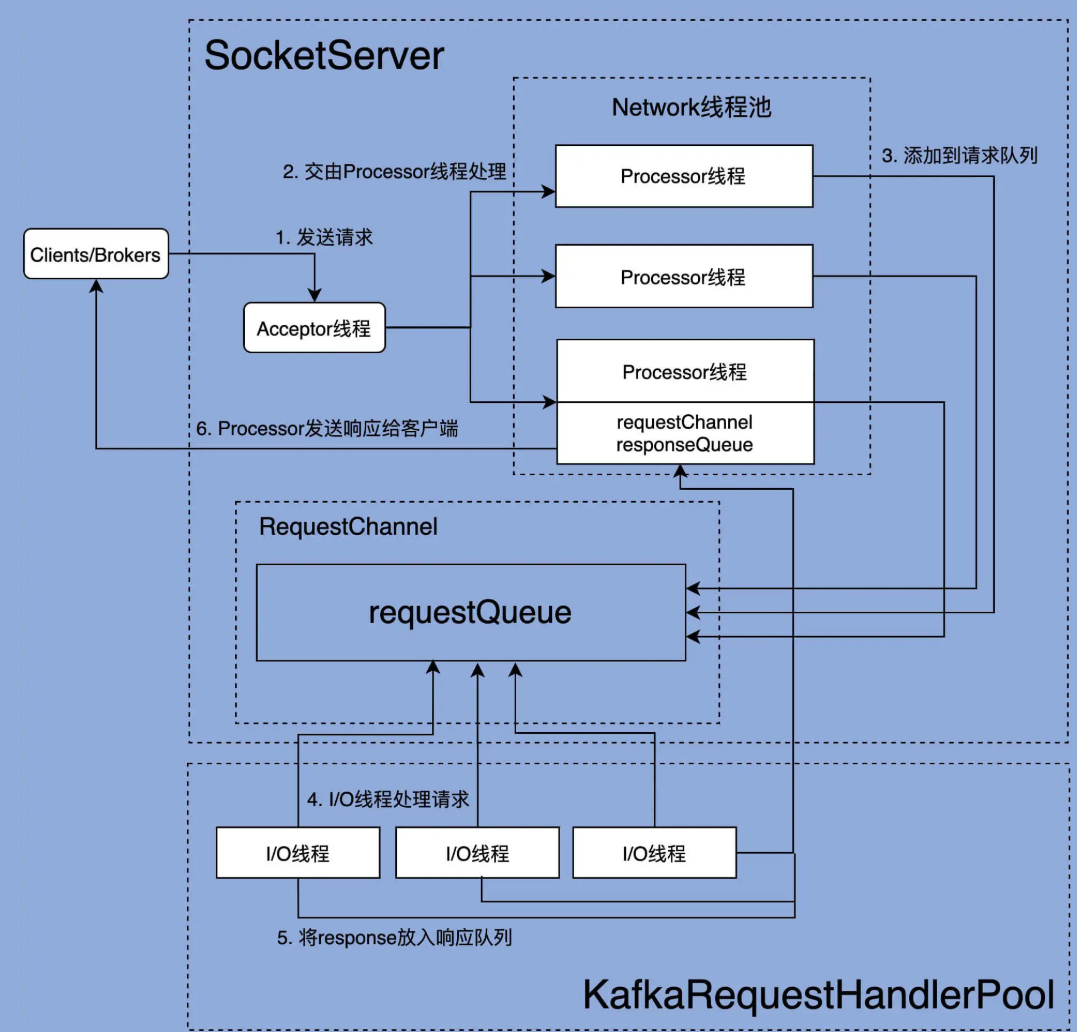 SocketServer
Network线程池
3. 添加到请求队列
2. 交由Processor线程处理
Processor线程
1. 发送请求
Clients/Brokers
Processor线程
Acceptor线程
Processor线程
requestChannel
responseQueue
6. Processor发送响应给客户端
RequestChannel
requestQueue
4. I/O线程处理请求
I/O线程
I/O线程
I/O线程
5. 将response放入响应队列
KafkaRequestHandlerPool